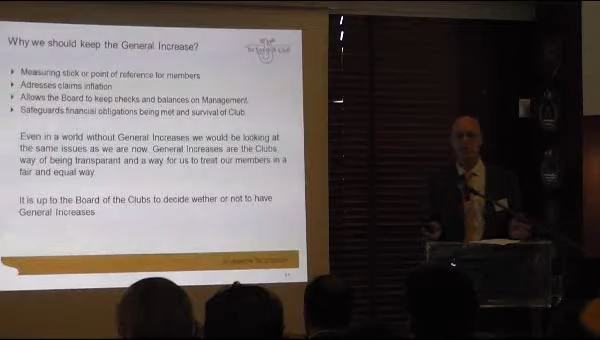 Why we should keep the General Increase?
Measuring stick or point of reference for members
Adresses claims inflation
Allows the Board to keep checks and balances on Management.
Safeguards financial obligations being met and survival of Club.
Even in a world without General Increases we would be looking at
the same issues as we are now. General Increases are the Clubs
way of being transparant and a way for us to treat our members in a
fair and equal way.
It is up to the Board of the Clubs to decide wether or not to have
General Increases